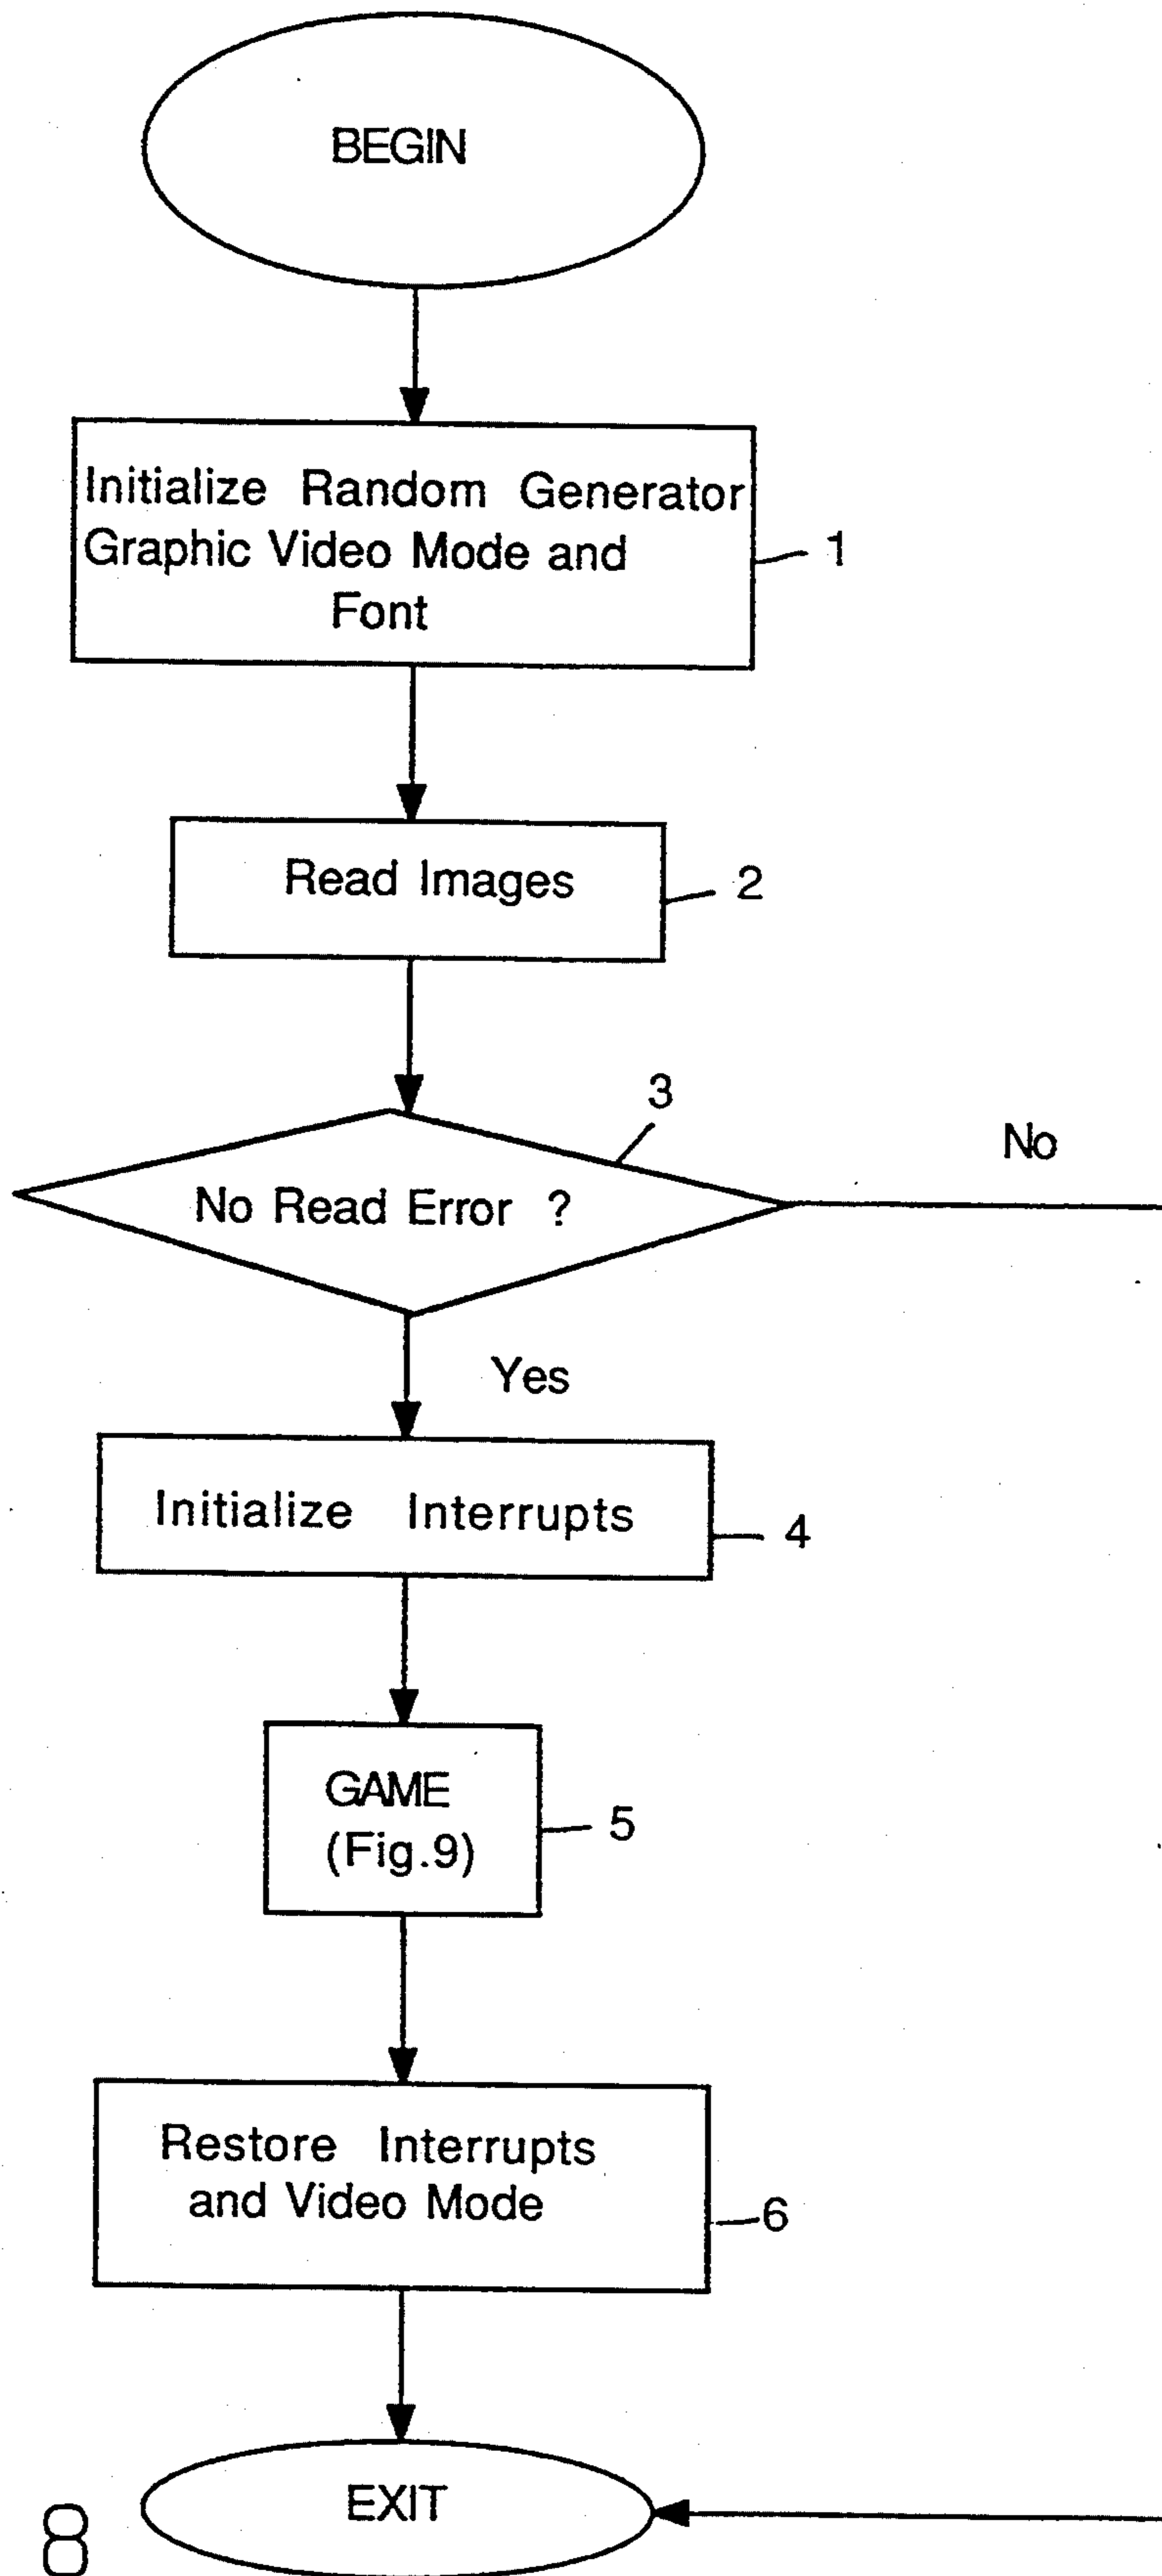 BEGIN
Initialize Random Generator
Graphic Video Mode and
Font
1
Read Images
2
3
No
No Read Error ?
Yes
Initialize Interrupts
4
GAME
(Fig.9)
5
Restore Interrupts
and Video Mode
6
EXIT
8